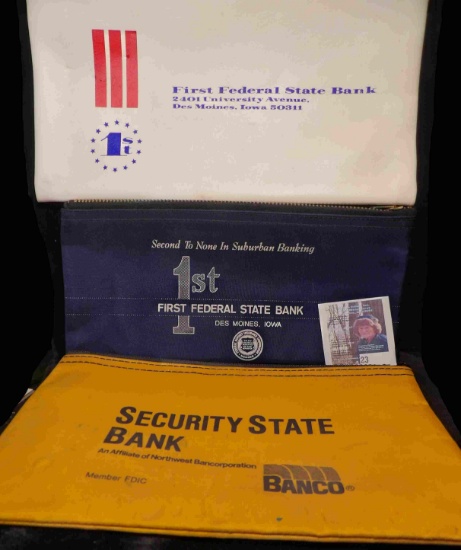 First Federal State Bank
2401 University Avenue,
Des Moines, Iowa 50311
1st
Second To None In Suburban Banking
1st
FIRST FEDERAL STATE BANK
DES MOINES, IOWA
23
SECURITY STATE
BANK
An Affiliate of Northwest Bancorporation
Member FDIC
BANCO®